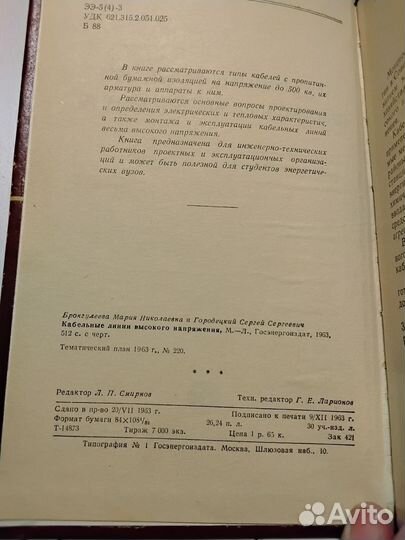 ЭЭ-5(4)-3
УДК 621.315.2.051.025
Б 88
В книге рассматриваются типы кабелей с пропитан-
ной бумажной изоляцией на напряжение до 500 кв, их
арматура и аппараты к ним.
Рассматриваются основные вопросы проектирования
и определения электрических и тепловых характеристик,
а также монтажа и эксплуатации кабельных линий
весьма высокого напряжения.
Книга предназначена для инженерно-технических
работников проектных и эксплуатационных организа-
ций и может быть полезной для студентов энергетиче-
ских вузов.
Бронгулеева Мария Николаевна и Городецкий Сергей Сергеевич
Кабельные линии высокого напряжения, М.—Л., Госэнергоиздат, 1963,
512 с. с черт.
Тематический план 1963 г., № 220.
* * *
Редактор Л. П. Смирнов
Техн. редактор Г. Е. Ларионов
Сдано в пр-во 20/VII 1963 г.
Подписано к печати 9/XII 1963 г.
Формат бумаги 84×108¹/₃₂
26,24 п. л.
30 уч.-изд. л.
Т-14873
Тираж 7 000 экз.
Цена 1 р. 65 к.
Зак 421
Типография № 1 Госэнергоиздата. Москва, Шлюзовая наб., 10.
Avito